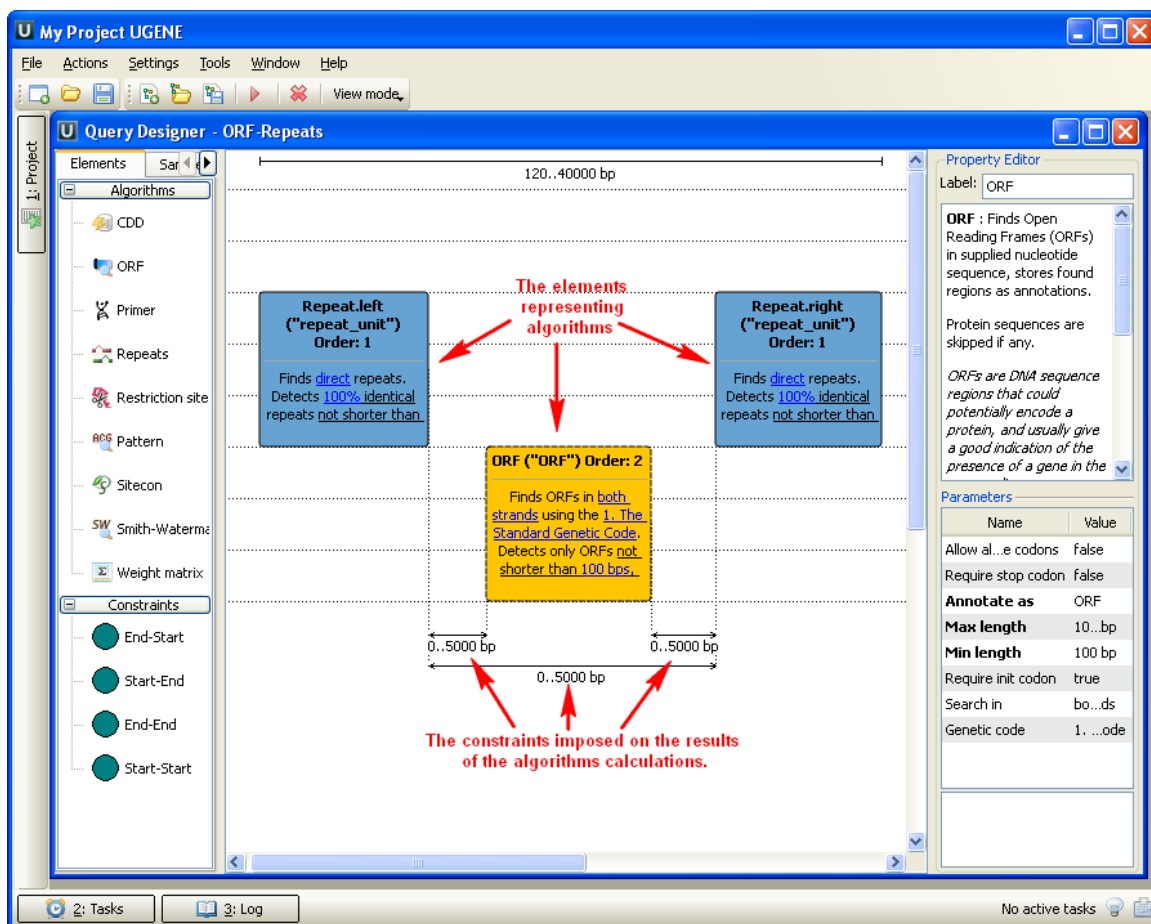 My Project UGENE
File Actions Settings Tools Window Help
View mode
1: Project
Query Designer - ORF-Repeats
Elements
Algorithms
CDD
ORF
Primer
Repeats
Restriction site
Pattern
Sitecon
Smith-Waterma
Weight matrix
Constraints
End-Start
Start-End
End-End
Start-Start
120..40000 bp
The elements
representing
algorithms
Repeat.left
("repeat_unit")
Order: 1
Finds direct repeats.
Detects 100% identical
repeats not shorter than
Repeat.right
("repeat_unit")
Order: 1
Finds direct repeats.
Detects 100% identical
repeats not shorter than
ORF ("ORF") Order: 2
Finds ORFs in both
strands using the 1. The
Standard Genetic Code.
Detects only ORFs not
shorter than 100 bps,
0..5000 bp
0..5000 bp
0..5000 bp
The constraints imposed on the results
of the algorithms calculations.
Property Editor
Label: ORF
ORF : Finds Open
Reading Frames (ORFs)
in supplied nucleotide
sequence, stores found
regions as annotations.
Protein sequences are
skipped if any.
ORFs are DNA sequence
regions that could
potentially encode a
protein, and usually give
a good indication of the
presence of a gene in the
Parameters
Name Value
Allow al...e codons false
Require stop codon false
Annotate as ORF
Max length 10...bp
Min length 100 bp
Require init codon true
Search in bo...ds
Genetic code 1. ...ode
2: Tasks 3: Log No active tasks